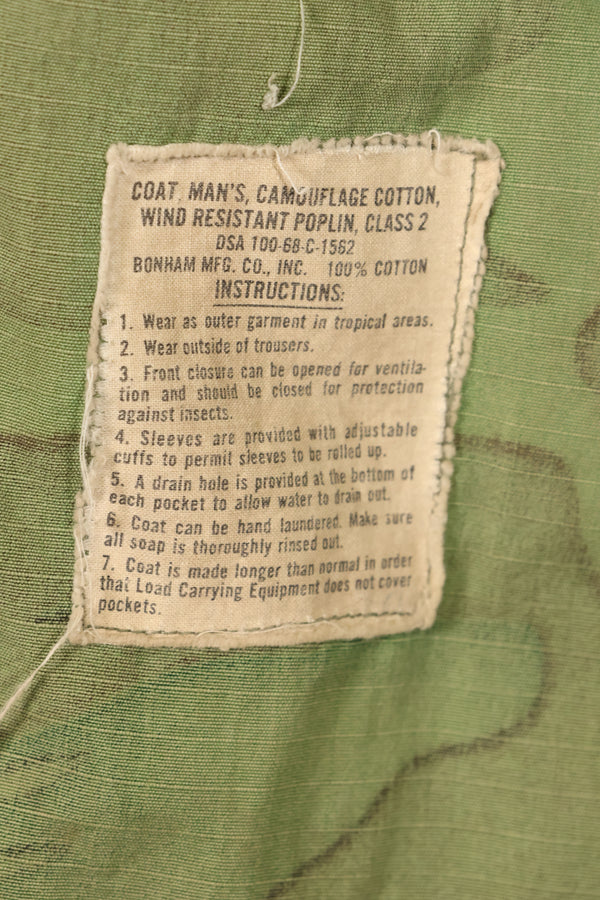 COAT, MAN'S, CAMOUFLAGE COTTON,
WIND RESISTANT POPLIN, CLASS 2
DSA 100-68-C-1562
BONHAM MFG. CO., INC. 100% COTTON
INSTRUCTIONS:
1. Wear as outer garment in tropical areas.
2. Wear outside of trousers.
3. Front closure can be opened for ventila-
tion and should be closed for protection
against insects.
4. Sleeves are provided with adjustable
cuffs to permit sleeves to be rolled up.
5. A drain hole is provided at the bottom of
each pocket to allow water to drain out.
6. Coat can be hand laundered. Make sure
all soap is thoroughly rinsed out.
7. Coat is made longer than normal in order
that Load Carrying Equipment does not cover
pockets.